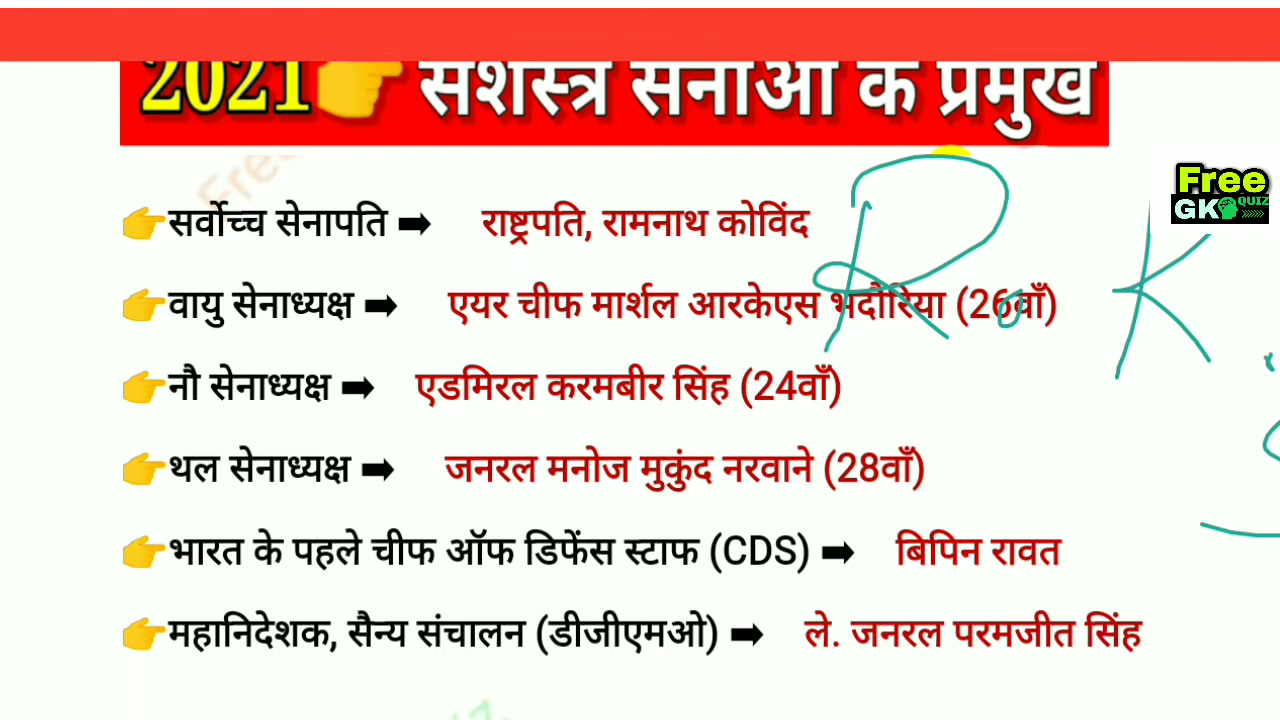 2021👉 सशस्त्र सेनाओं के प्रमुख
Free
GK QUIZ
👉सर्वोच्च सेनापति ➡ राष्ट्रपति, रामनाथ कोविंद
👉वायु सेनाध्यक्ष ➡ एयर चीफ मार्शल आरकेएस भदौरिया (26वाँ)
👉नौ सेनाध्यक्ष ➡ एडमिरल करमबीर सिंह (24वाँ)
👉थल सेनाध्यक्ष ➡ जनरल मनोज मुकुंद नरवाने (28वाँ)
👉भारत के पहले चीफ ऑफ डिफेंस स्टाफ (CDS) ➡ बिपिन रावत
👉महानिदेशक, सैन्य संचालन (डीजीएमओ) ➡ ले. जनरल परमजीत सिंह
R. K